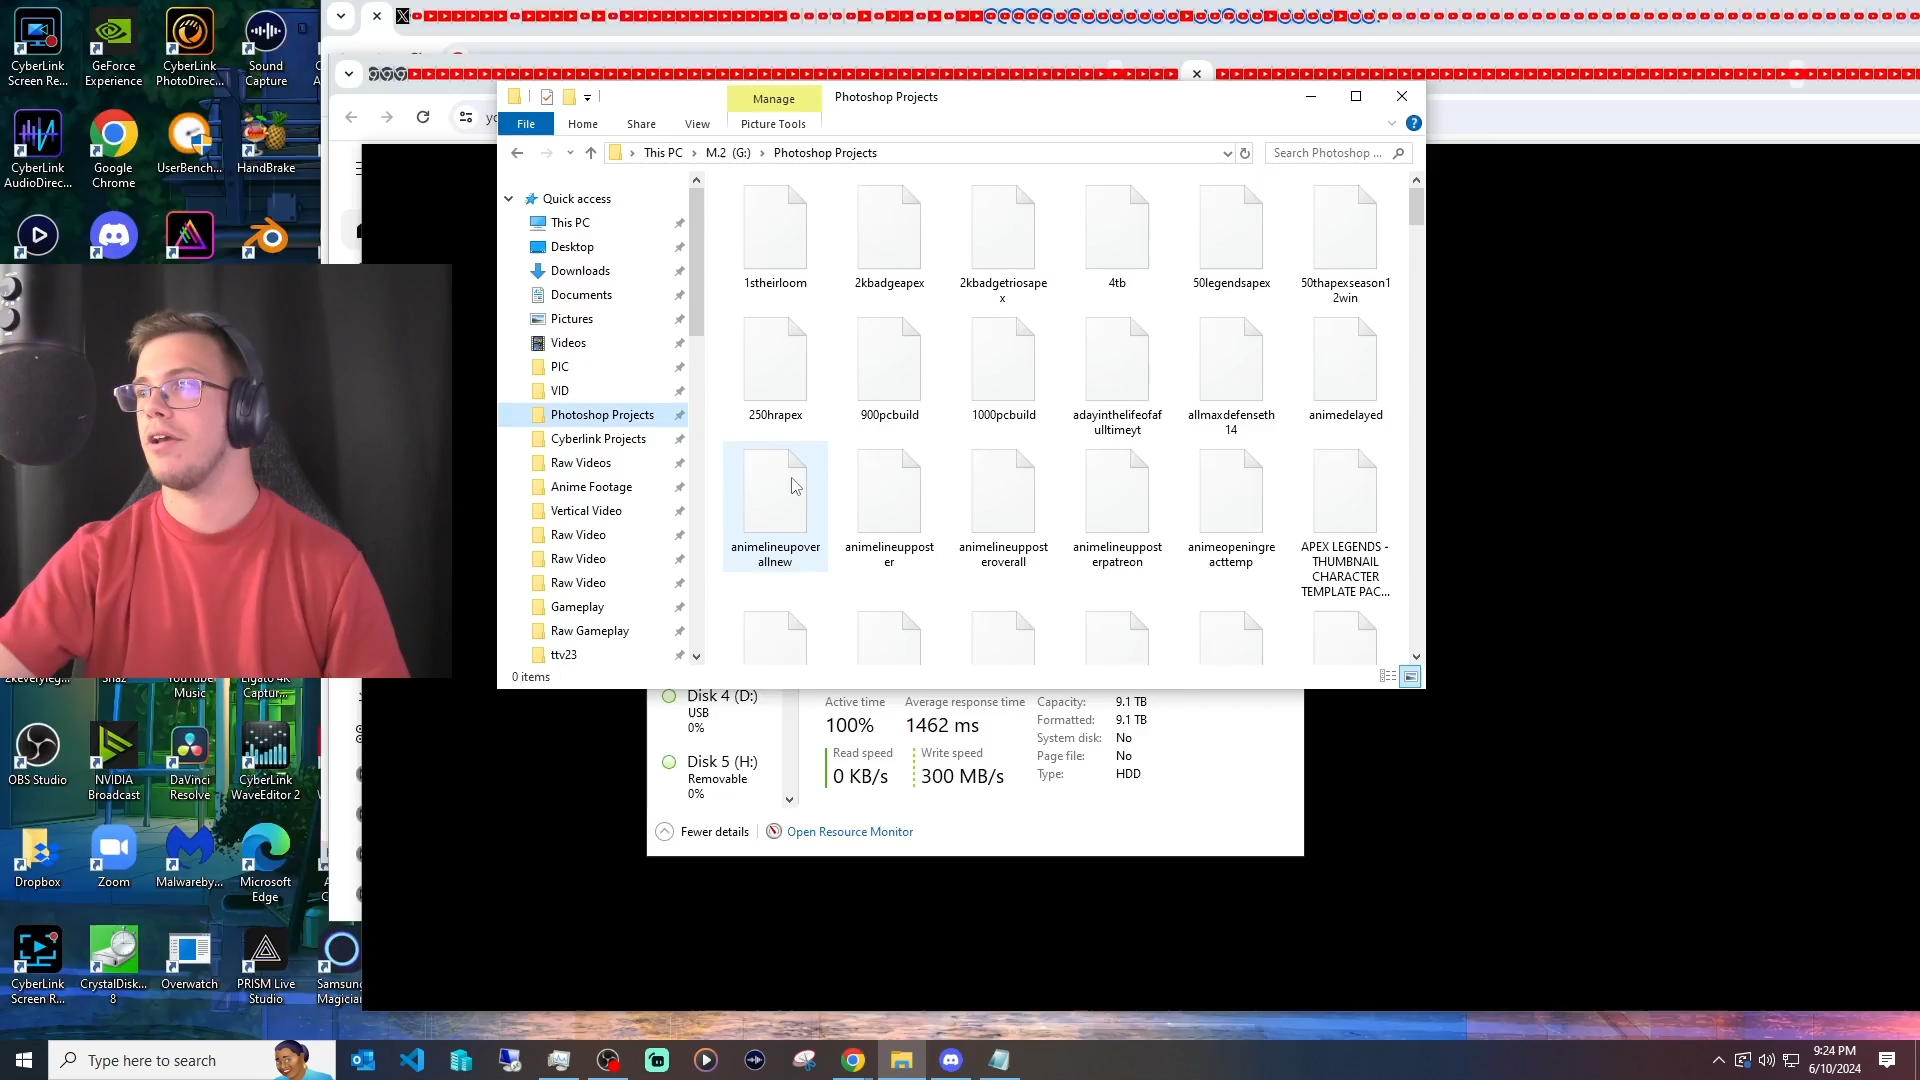 CyberLink
Screen Re...
GeForce
Experience
CyberLink
PhotoDirec...
Sound
Capture
CyberLink
AudioDirec...
Google
Chrome
UserBench...
HandBrake
Manage
Photoshop Projects
File
Home
Share
View
Picture Tools
This PC
M.2 (G:)
Photoshop Projects
Search Photoshop ...
Quick access
This PC
Desktop
Downloads
Documents
Pictures
Videos
PIC
VID
Photoshop Projects
Cyberlink Projects
Raw Videos
Anime Footage
Vertical Video
Raw Video
Raw Video
Raw Video
Gameplay
Raw Gameplay
ttv23
1stheirloom
2kbadgeapex
2kbadgetriosape
x
4tb
50legendsapex
50thapexseason1
2win
250hrapex
900pcbuild
1000pcbuild
adayinthelifeofaf
ulltimeyt
allmaxdefenseth
14
animedelayed
animelineupover
allnew
animelineuppost
er
animelineuppost
eroverall
animelineuppost
erpatreon
animeopeningre
acttemp
APEX LEGENDS -
THUMBNAIL
CHARACTER
TEMPLATE PAC...
0 items
Disk 4 (D:)
USB
0%
Disk 5 (H:)
Removable
0%
Active time
100%
Average response time
1462 ms
Read speed
0 KB/s
Write speed
300 MB/s
Capacity:
9.1 TB
Formatted:
9.1 TB
System disk:
No
Page file:
No
Type:
HDD
Fewer details
Open Resource Monitor
Music
OBS Studio
NVIDIA
Broadcast
DaVinci
Resolve
CyberLink
WaveEditor 2
Dropbox
Zoom
Malwareby...
Microsoft
Edge
CyberLink
Screen R...
CrystalDisk...
8
Overwatch
PRISM Live
Studio
Samsung
Magician
Type here to search
9:24 PM
6/10/2024